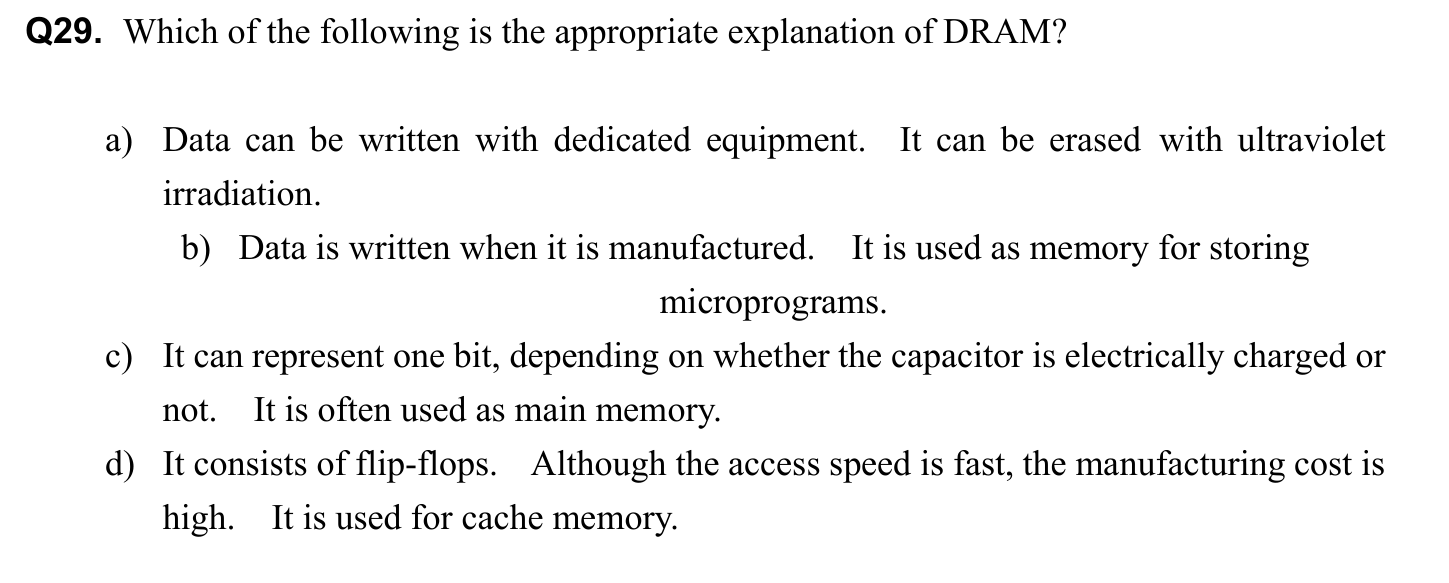 Q29. Which of the following is the appropriate explanation of DRAM?
a) Data can be written with dedicated equipment. It can be erased with ultraviolet
irradiation.
b) Data is written when it is manufactured. It is used as memory for storing
microprograms.
c) It can represent one bit, depending on whether the capacitor is electrically charged or
not. It is often used as main memory.
d) It consists of flip-flops. Although the access speed is fast, the manufacturing cost is
high. It is used for cache memory.